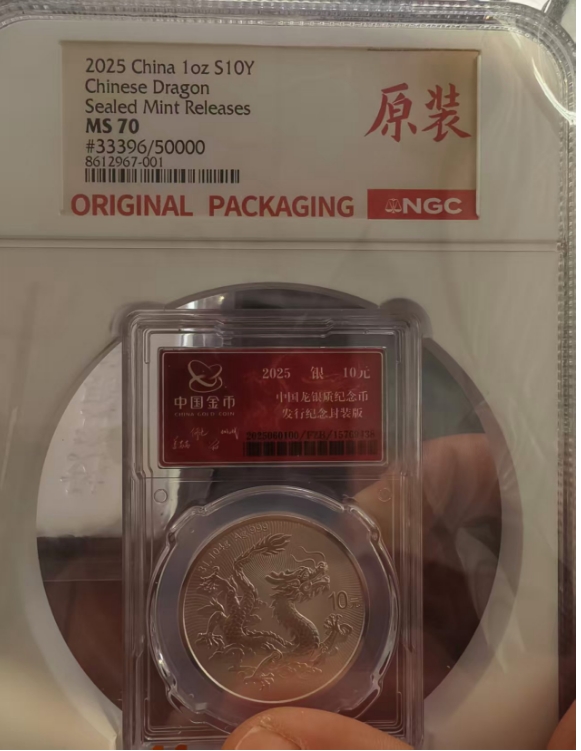 2025 China 1oz S10Y
Chinese Dragon
Sealed Mint Releases
MS 70
#33396/50000
8612967-001
原装
ORIGINAL PACKAGING
NGC
中国金币
CHINA GOLD COIN
2025 银 10元
中国龙银质纪念币
发行纪念封装版
10元